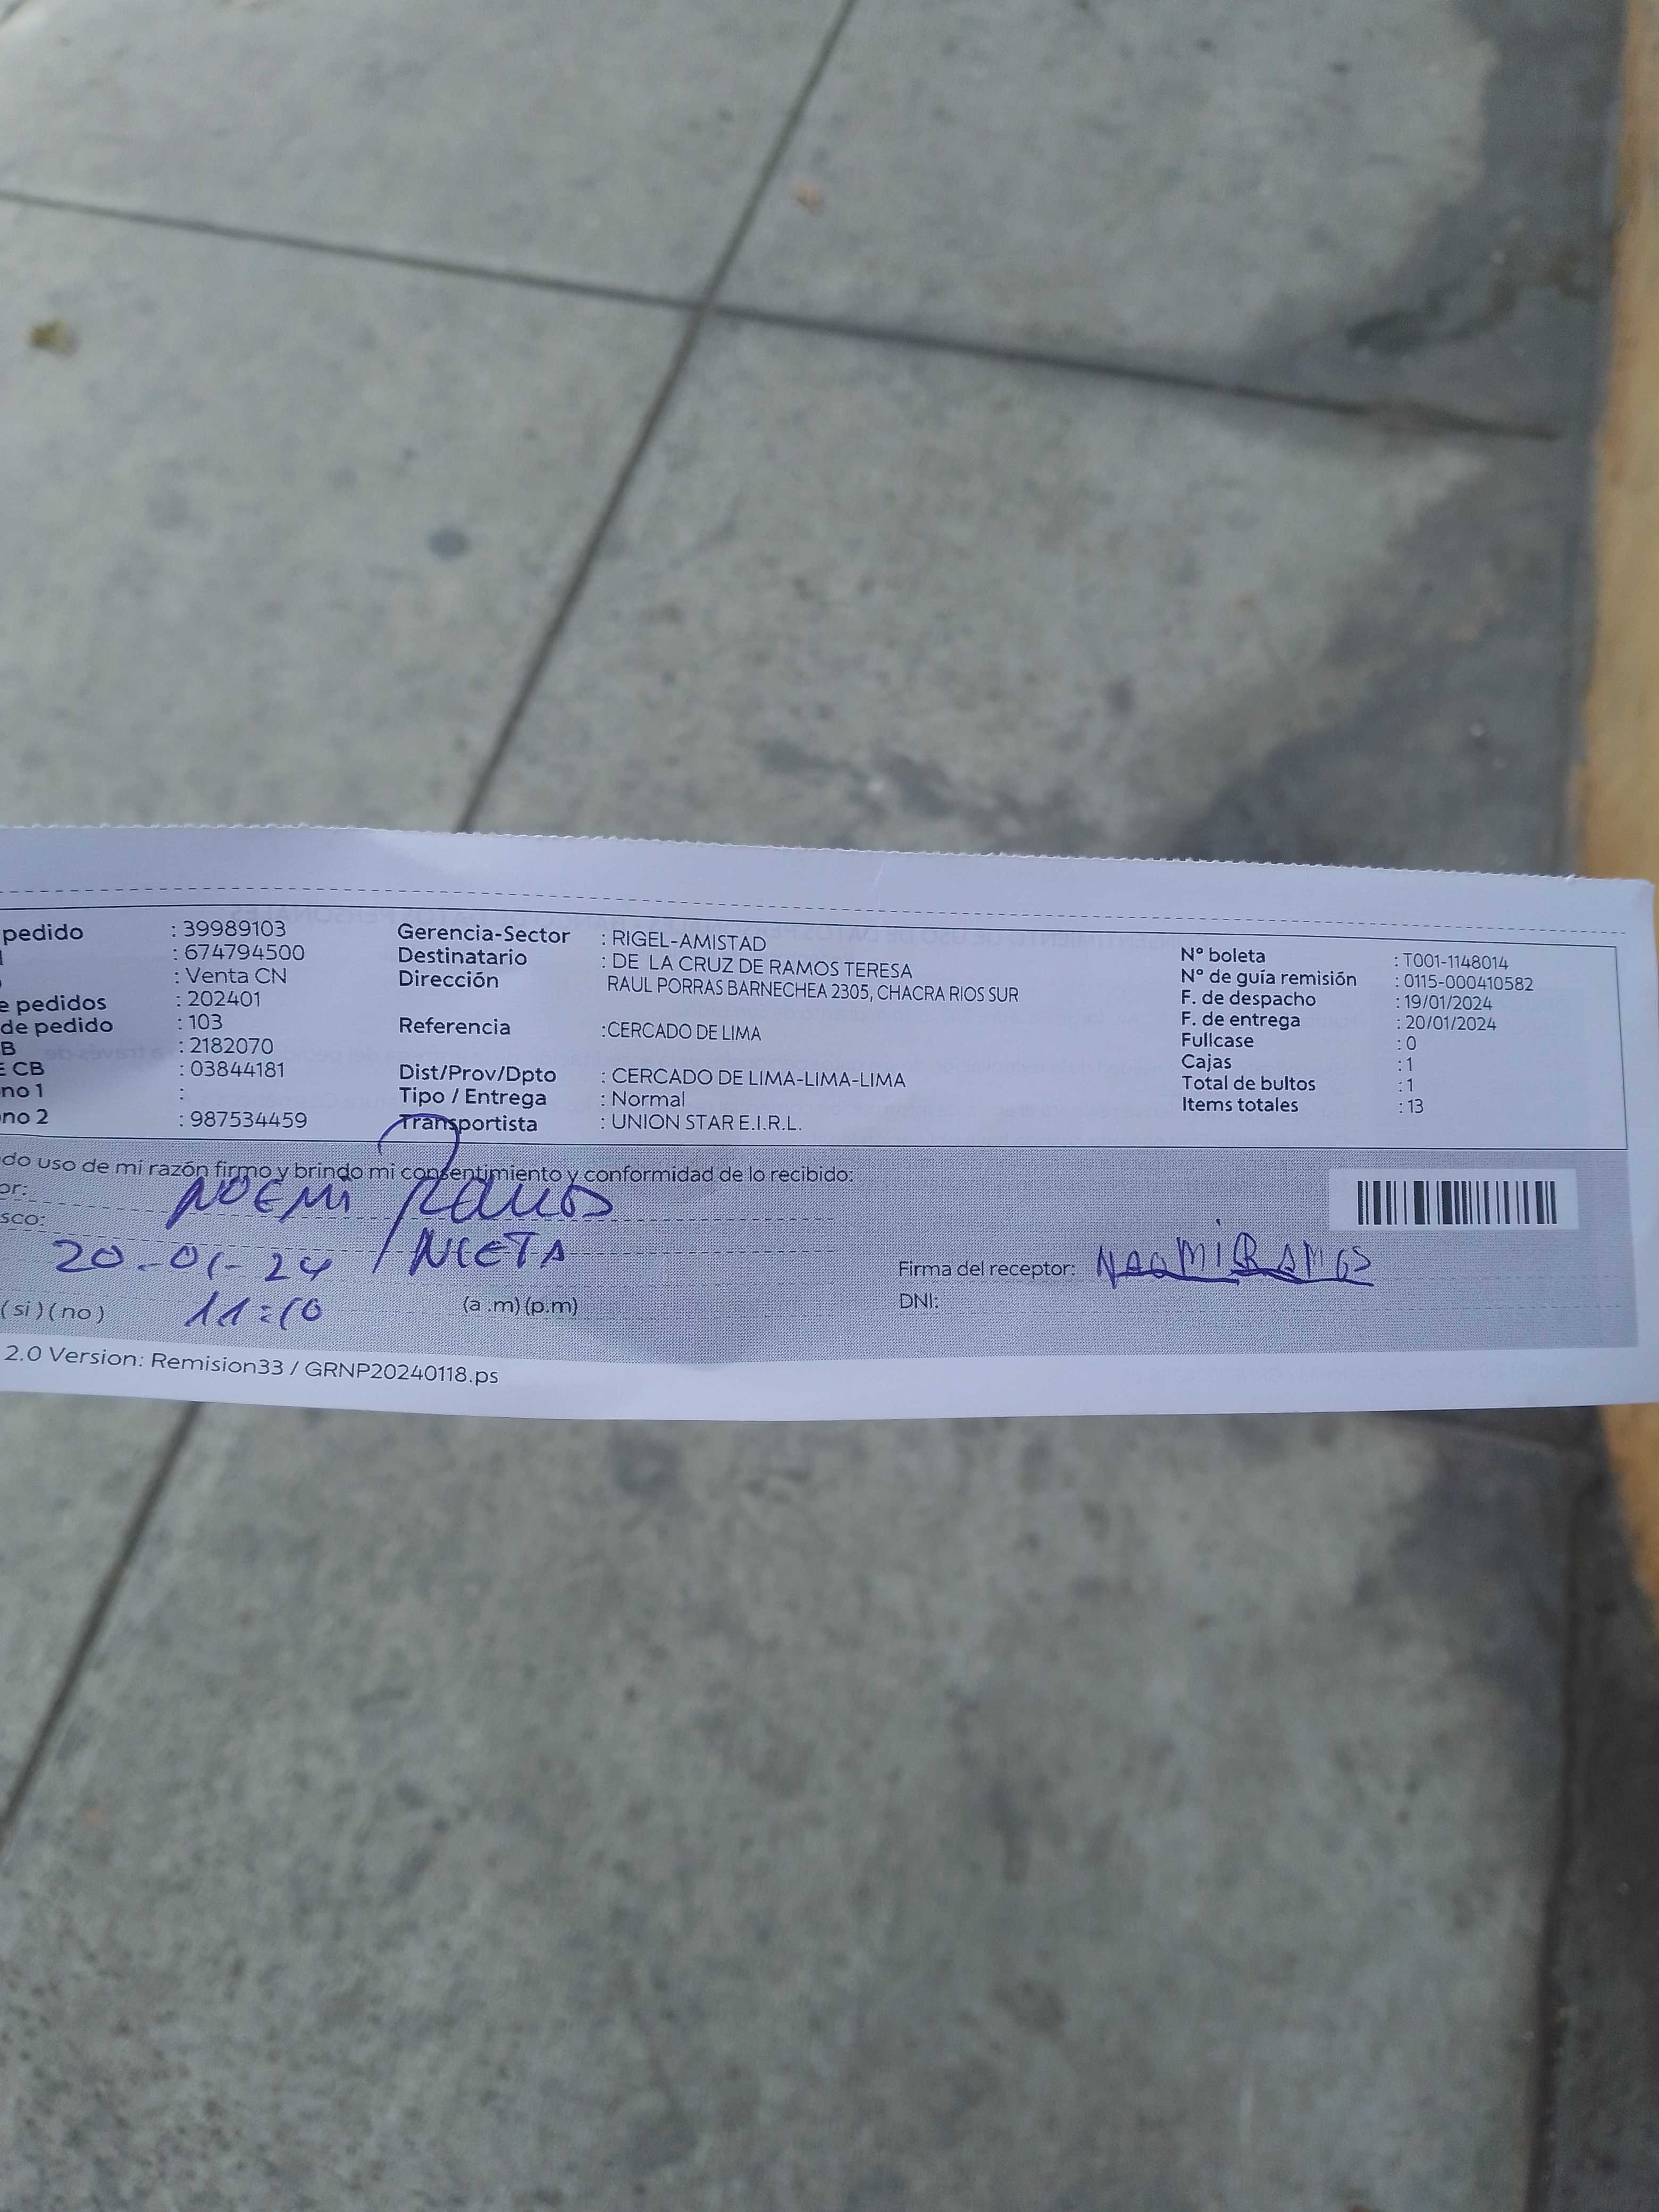 pedido : 39989103 Gerencia-Sector : RIGEL-AMISTAD Nº boleta : T001-1148014
: 674794500 Destinatario : DE LA CRUZ DE RAMOS TERESA Nº de guía remisión : 0115-000410582
: Venta CN Dirección RAUL PORRAS BARNECHEA 2305, CHACRA RIOS SUR F. de despacho : 19/01/2024
e pedidos : 202401 F. de entrega : 20/01/2024
de pedido : 103 Referencia :CERCADO DE LIMA Fullcase : 0
B : 2182070 Cajas : 1
E CB : 03844181 Dist/Prov/Dpto : CERCADO DE LIMA-LIMA-LIMA Total de bultos : 1
no 1 : Tipo / Entrega : Normal Items totales : 13
no 2 : 987534459 Transportista : UNION STAR E.I.R.L.
do uso de mi razón firmo y brindo mi consentimiento y conformidad de lo recibido:
or: NOEMI RAMOS
sco: / NIETA
20-01-24 Firma del receptor: NAOMI RAMOS
(si) (no) 11:10 (a .m) (p.m) DNI:
2.0 Version: Remision33 / GRNP20240118.ps